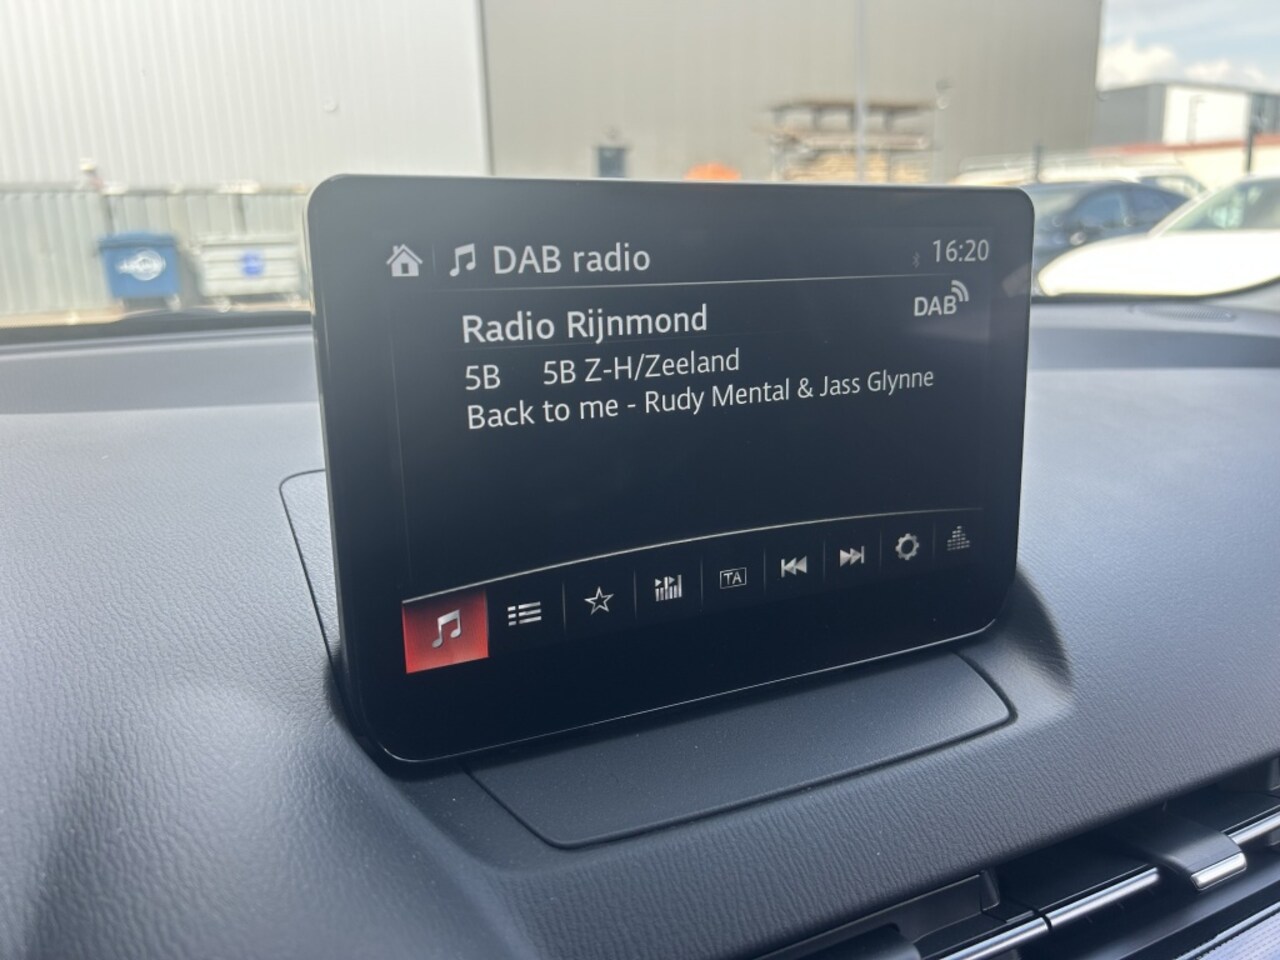 DAB radio
16:20
Radio Rijnmond
DAB
5B 5B Z-H/Zeeland
Back to me - Rudy Mental & Jass Glynne
TA